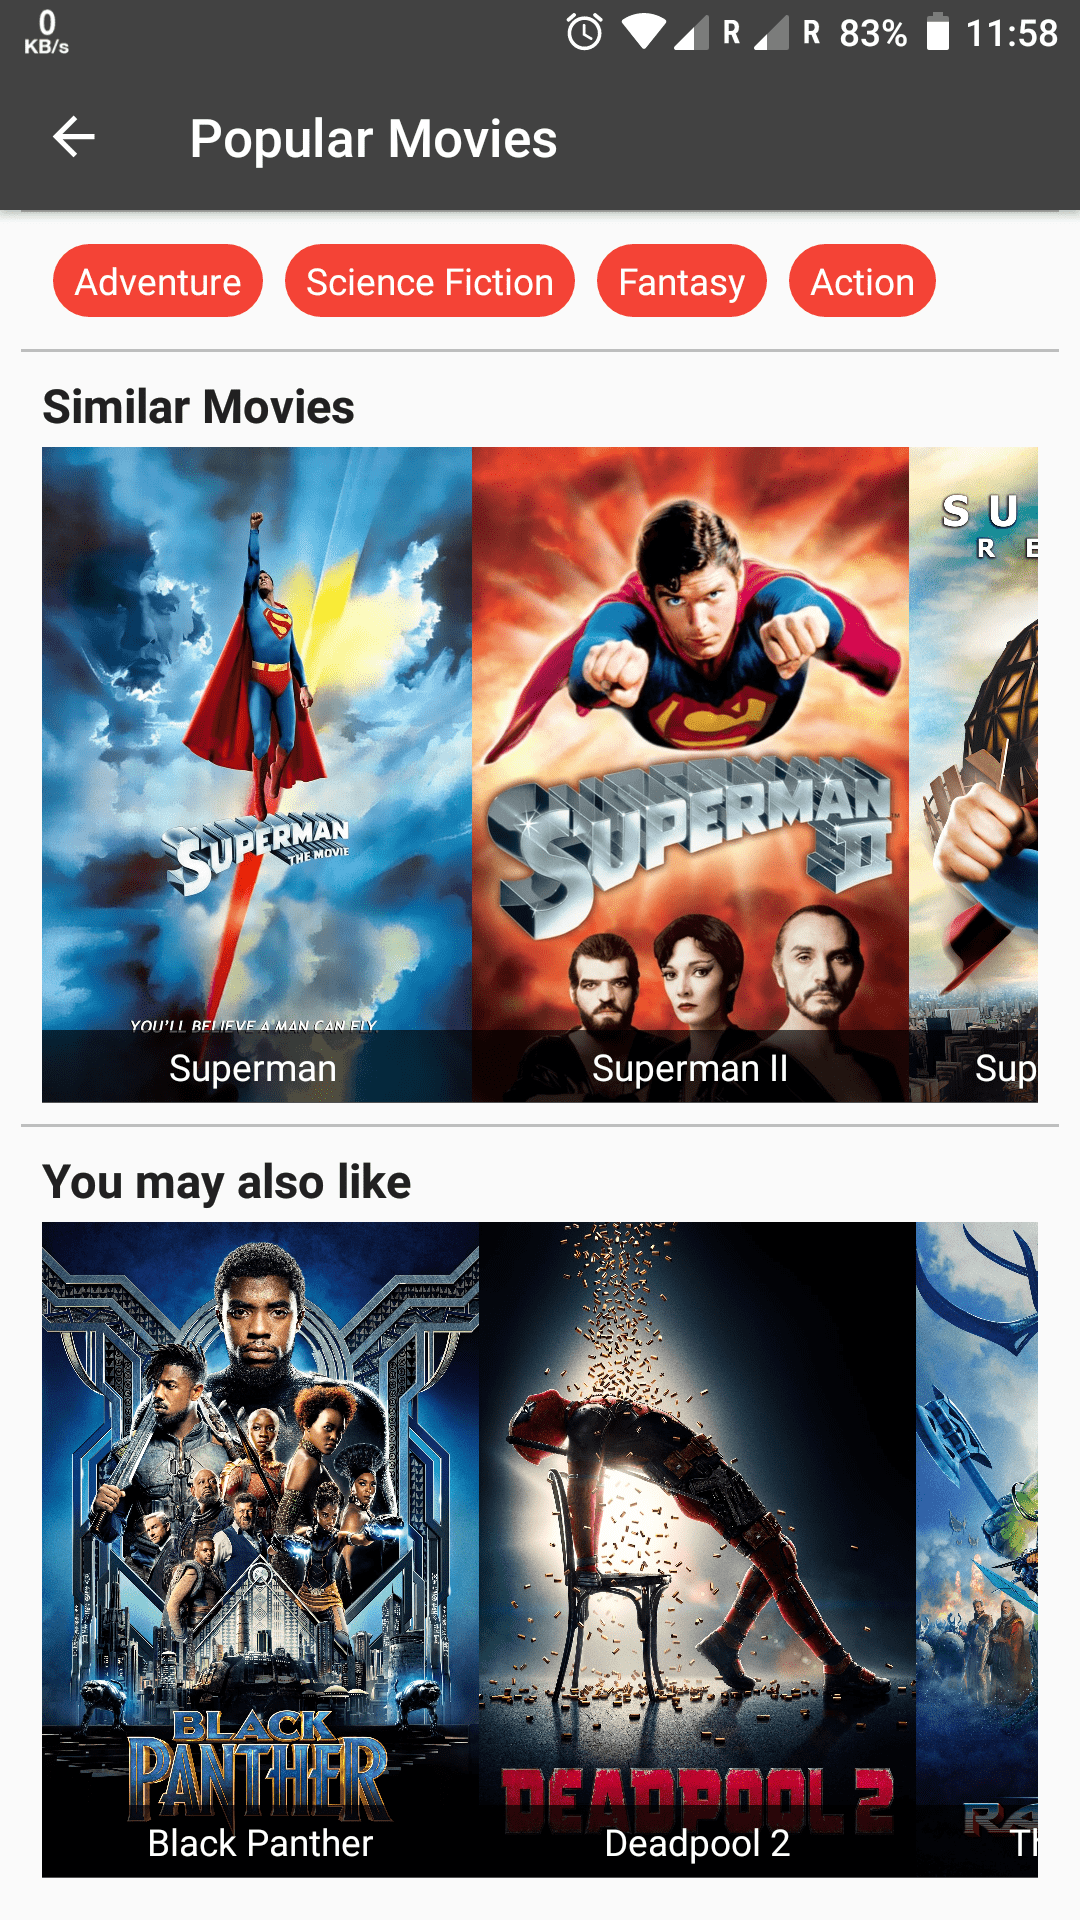 0
KB/s
R R 83% 11:58
Popular Movies
Adventure Science Fiction Fantasy Action
Similar Movies
SU
RE
SUPERMAN
THE MOVIE
SUPERMAN
II
YOU'LL BELIEVE A MAN CAN FLY
Superman Superman II Sup
You may also like
BLACK
PANTHER
DEADPOOL 2
RA
Black Panther Deadpool 2 Th